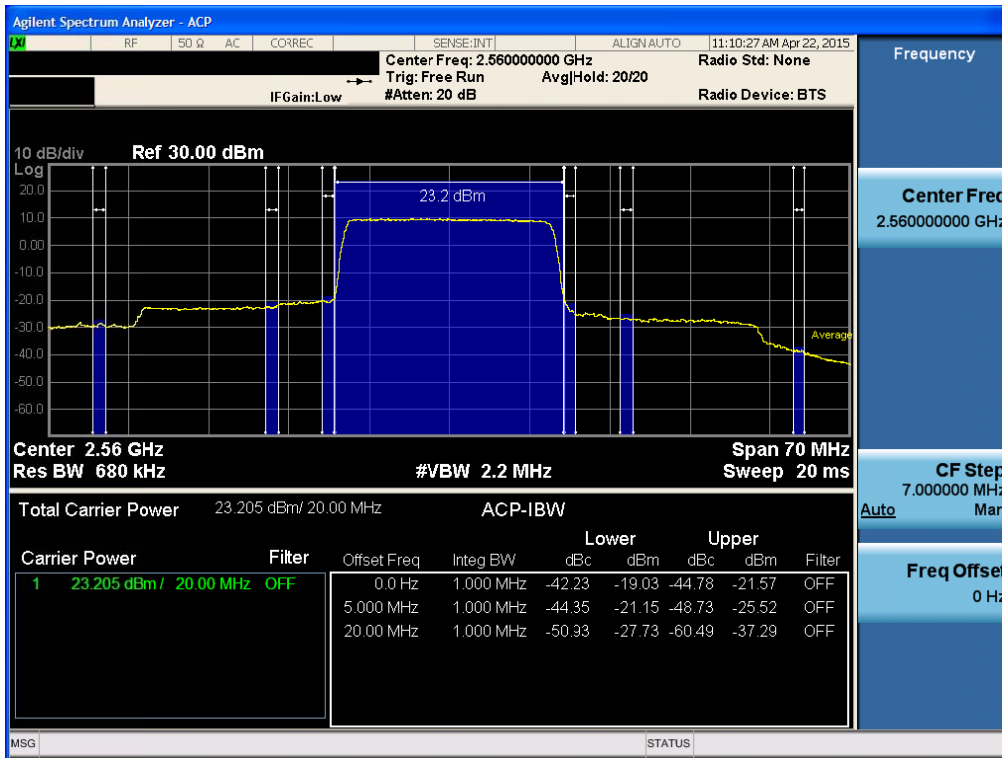 Agilent Spectrum Analyzer - ACP
LXI RF 50 Ω AC CORREC SENSE:INT ALIGN AUTO 11:10:27 AM Apr 22, 2015
Center Freq: 2.560000000 GHz Radio Std: None
Trig: Free Run Avg|Hold: 20/20
IFGain:Low #Atten: 20 dB Radio Device: BTS
10 dB/div Ref 30.00 dBm
Log
20.0
10.0
0.00
-10.0
-20.0
-30.0
-40.0
-50.0
-60.0
23.2 dBm
Average
Center 2.56 GHz Span 70 MHz
Res BW 680 kHz #VBW 2.2 MHz Sweep 20 ms
Total Carrier Power 23.205 dBm/ 20.00 MHz ACP-IBW
Lower Upper
Carrier Power Filter Offset Freq Integ BW dBc dBm dBc dBm Filter
1 23.205 dBm / 20.00 MHz OFF 0.0 Hz 1.000 MHz -42.23 -19.03 -44.78 -21.57 OFF
5.000 MHz 1.000 MHz -44.35 -21.15 -48.73 -25.52 OFF
20.00 MHz 1.000 MHz -50.93 -27.73 -60.49 -37.29 OFF
MSG STATUS
Frequency
Center Freq
2.560000000 GHz
CF Step
7.000000 MHz
Auto Man
Freq Offset
0 Hz